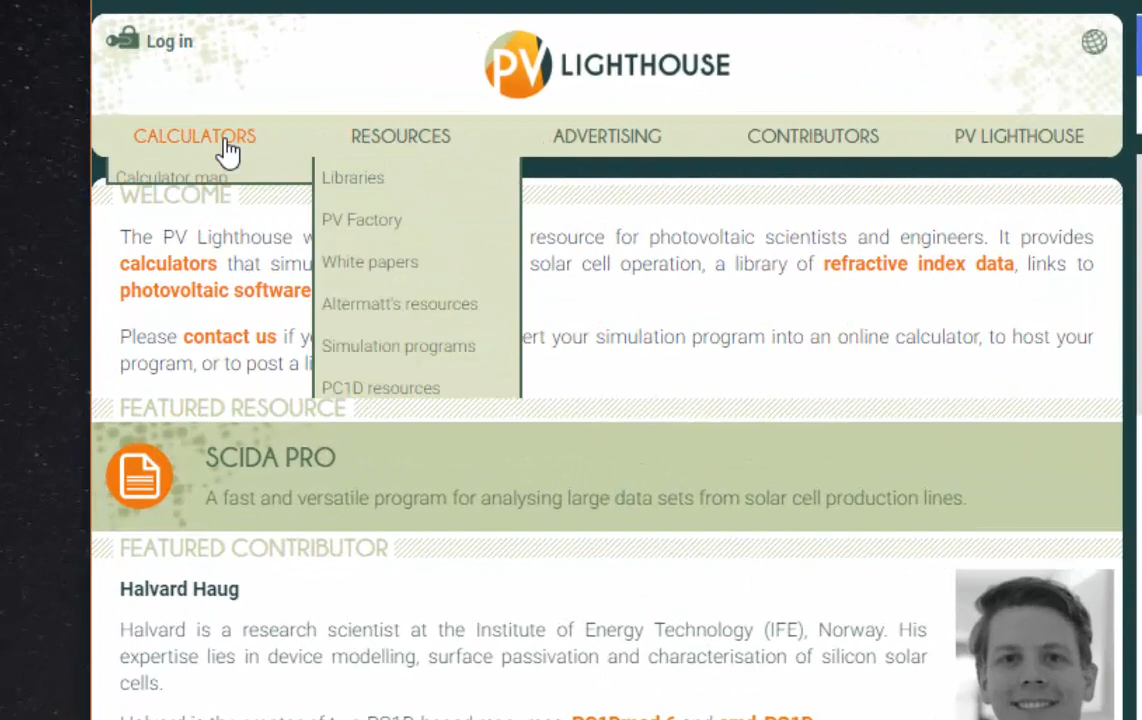 Log in
PV LIGHTHOUSE
CALCULATORS RESOURCES ADVERTISING CONTRIBUTORS PV LIGHTHOUSE
Calculator map
Libraries
PV Factory
White papers
Altermatt's resources
Simulation programs
PC1D resources
WELCOME
The PV Lighthouse resource for photovoltaic scientists and engineers. It provides
calculators that solar cell operation, a library of refractive index data, links to
photovoltaic software
Please contact us if your simulation program into an online calculator, to host your
program, or to post a
FEATURED RESOURCE
SCIDA PRO
A fast and versatile program for analysing large data sets from solar cell production lines.
FEATURED CONTRIBUTOR
Halvard Haug
Halvard is a research scientist at the Institute of Energy Technology (IFE), Norway. His
expertise lies in device modelling, surface passivation and characterisation of silicon solar
cells.